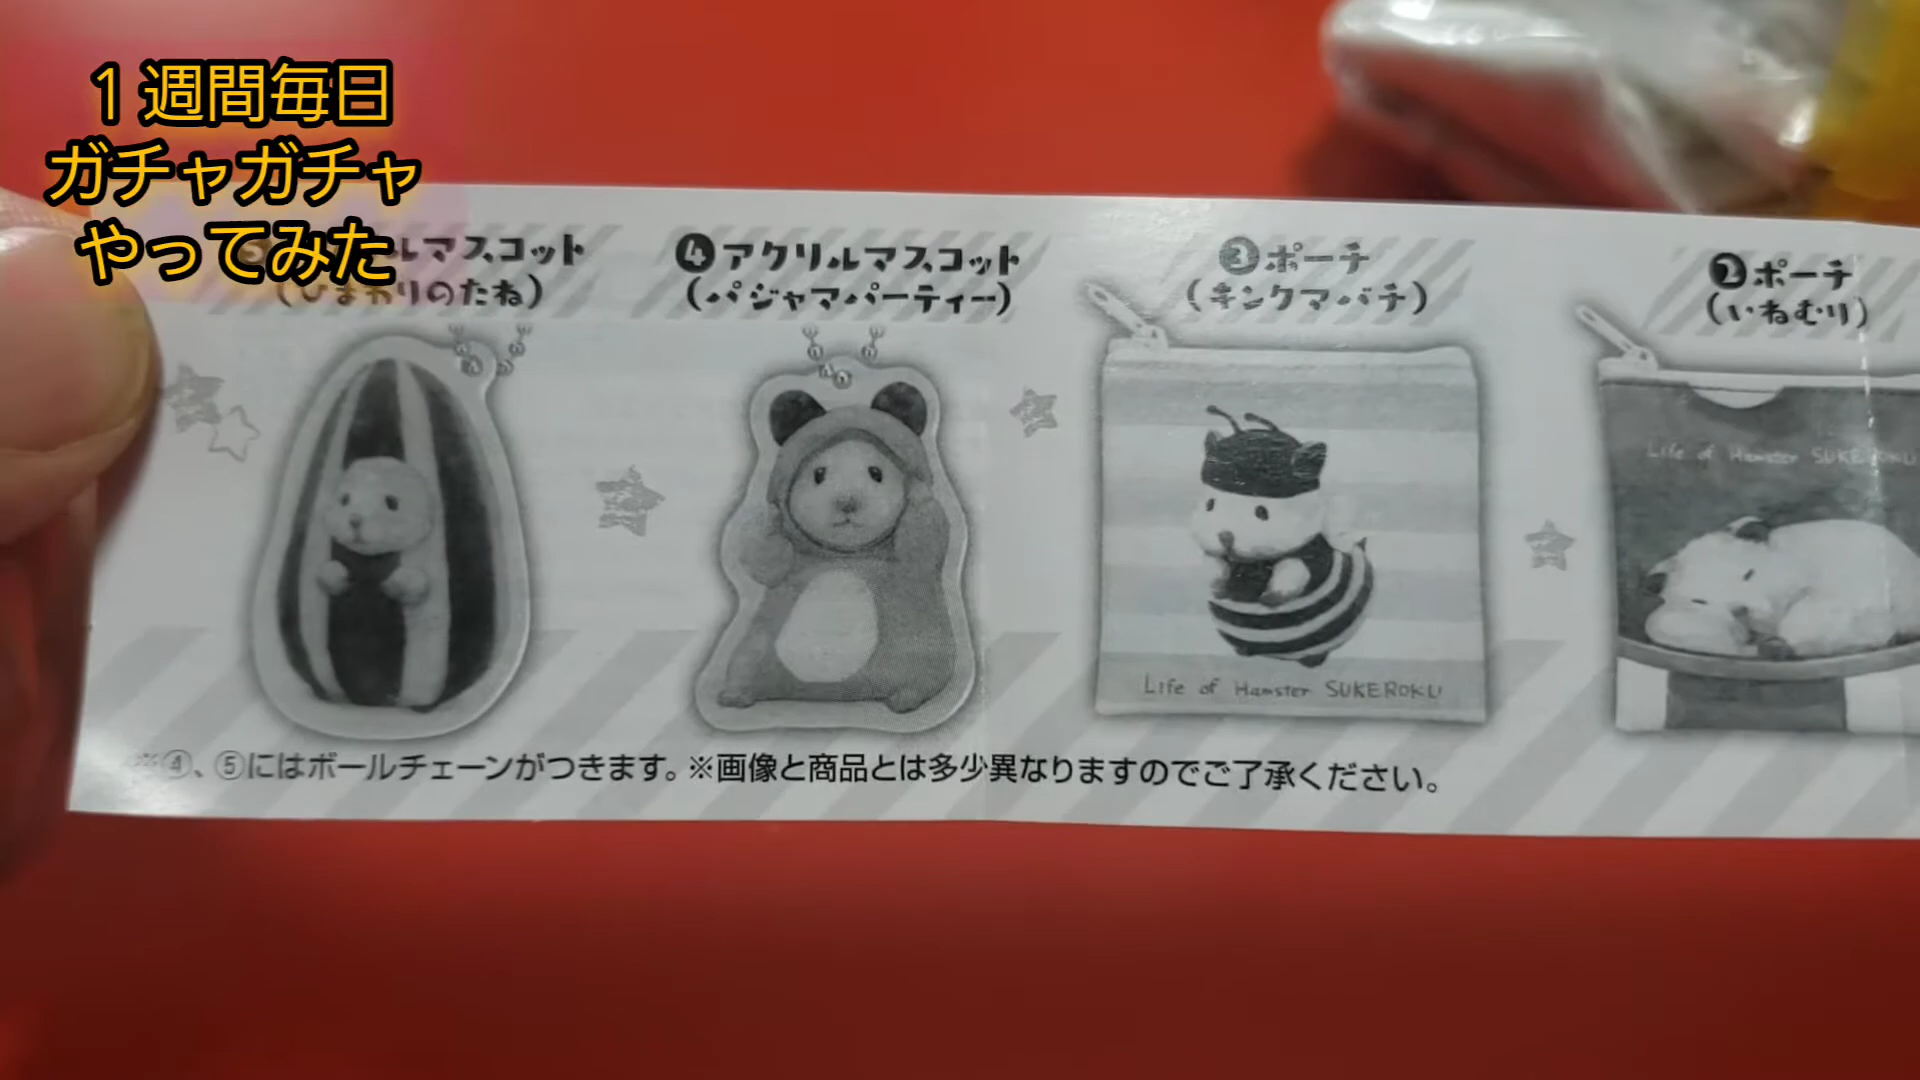 1週間毎日
ガチャガチャ
やってみた
ルマスコット
(ひまわりのたね)
❹アクリルマスコット
(パジャマパーティー)
❸ポーチ
(キンクマバチ)
❷ポーチ
(いねむり)
Life of Hamster SUKEROKU
Life of Hamster SUKEROKU
※④、⑤にはボールチェーンがつきます。※画像と商品とは多少異なりますのでご了承ください。